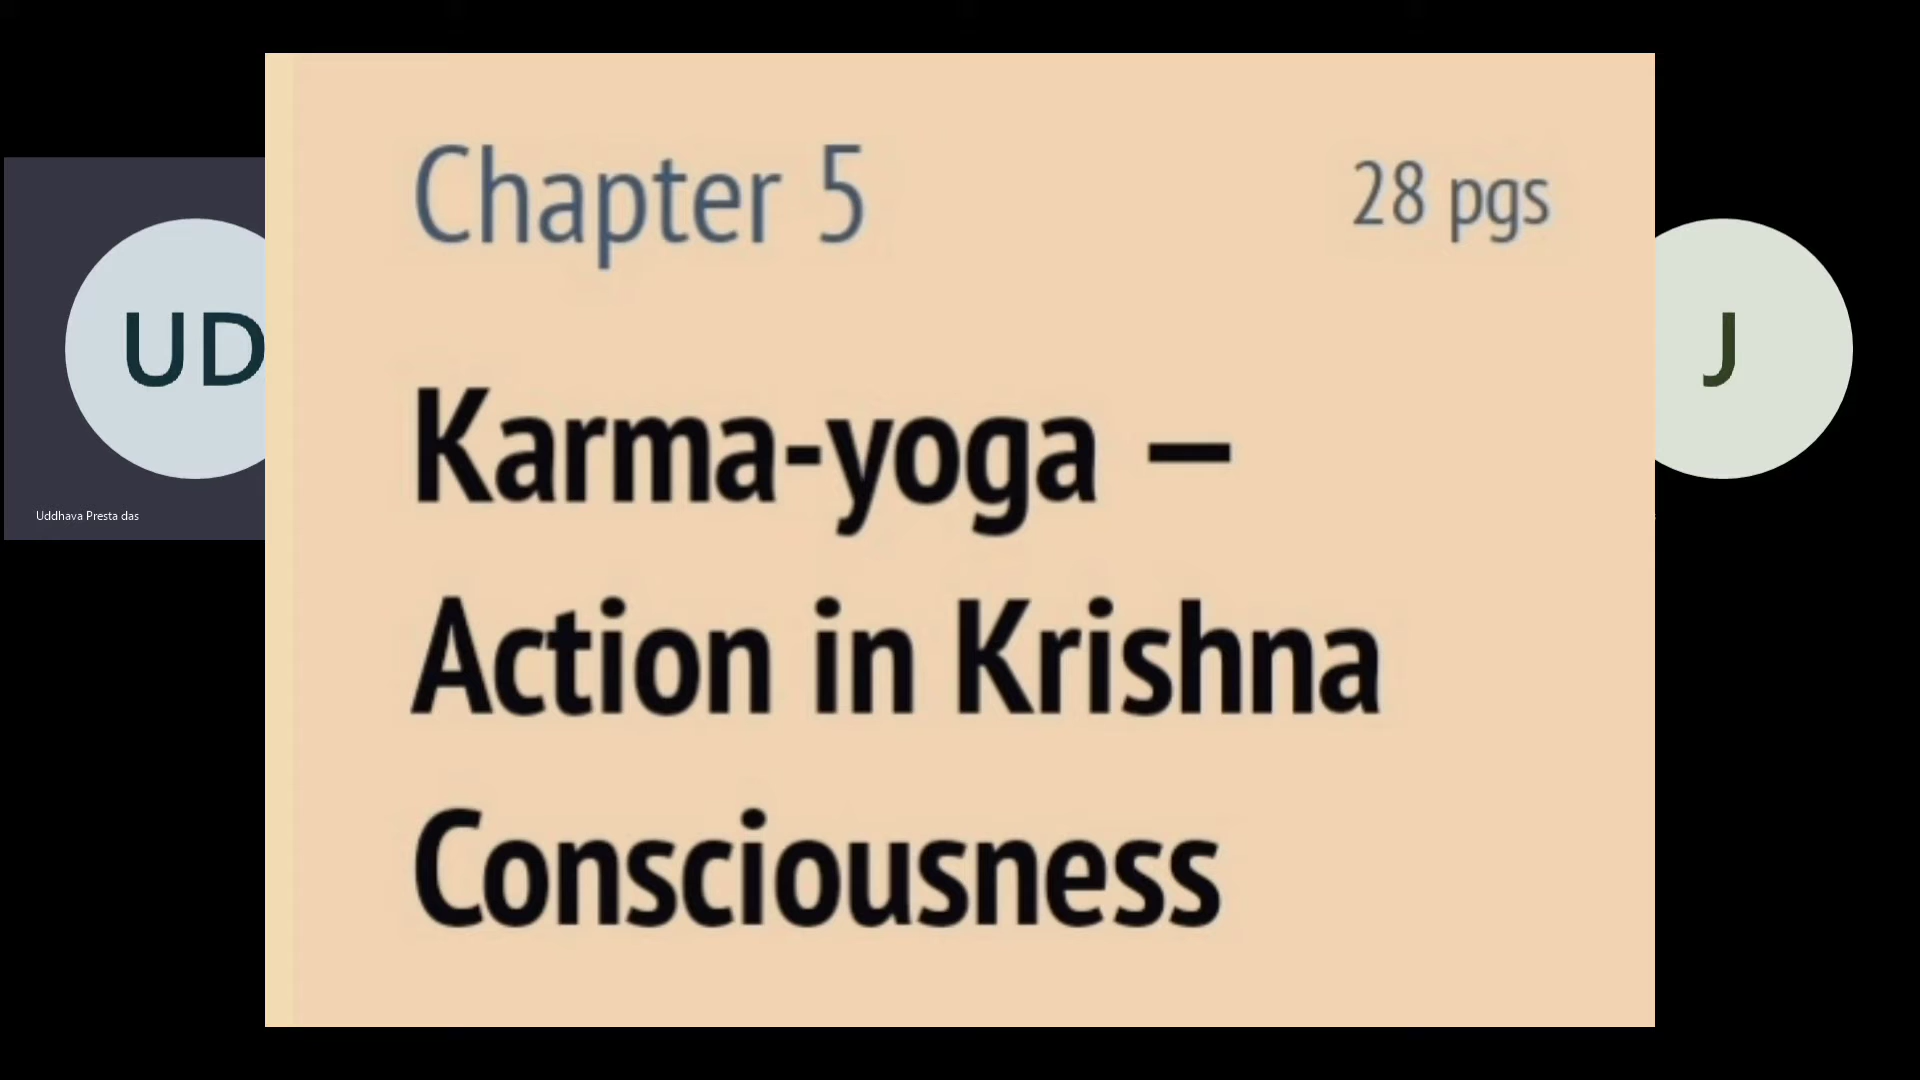 Chapter 5 28 pgs
Karma-yoga —
Action in Krishna
Consciousness
UD
Uddhava Presta das
J